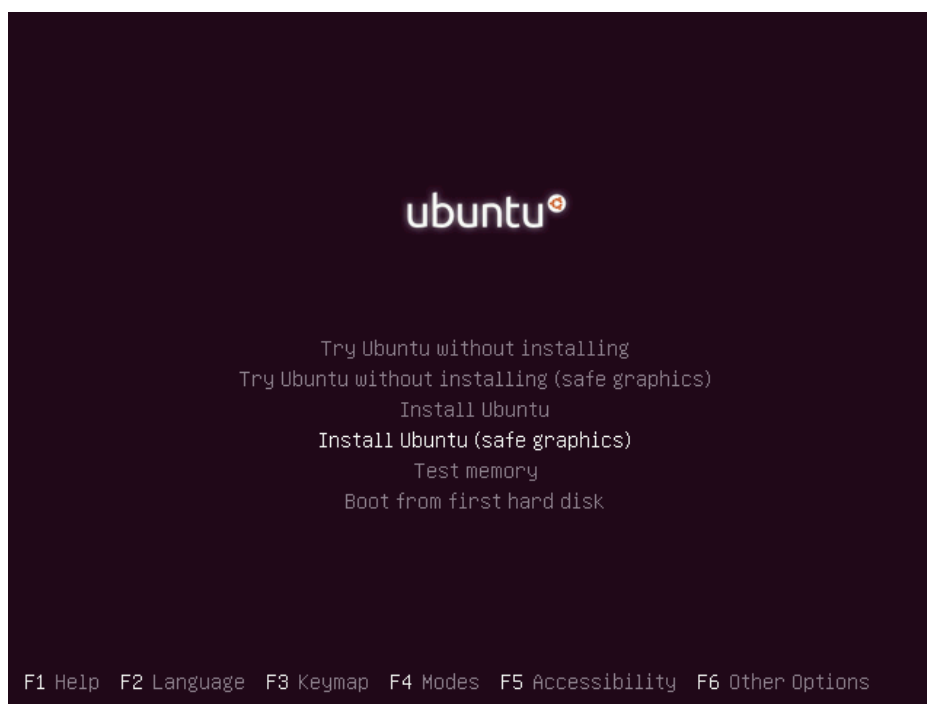 ubuntu
Try Ubuntu without installing
Try Ubuntu without installing (safe graphics)
Install Ubuntu
Install Ubuntu (safe graphics)
Test memory
Boot from first hard disk
F1 Help F2 Language F3 Keymap F4 Modes F5 Accessibility F6 Other Options